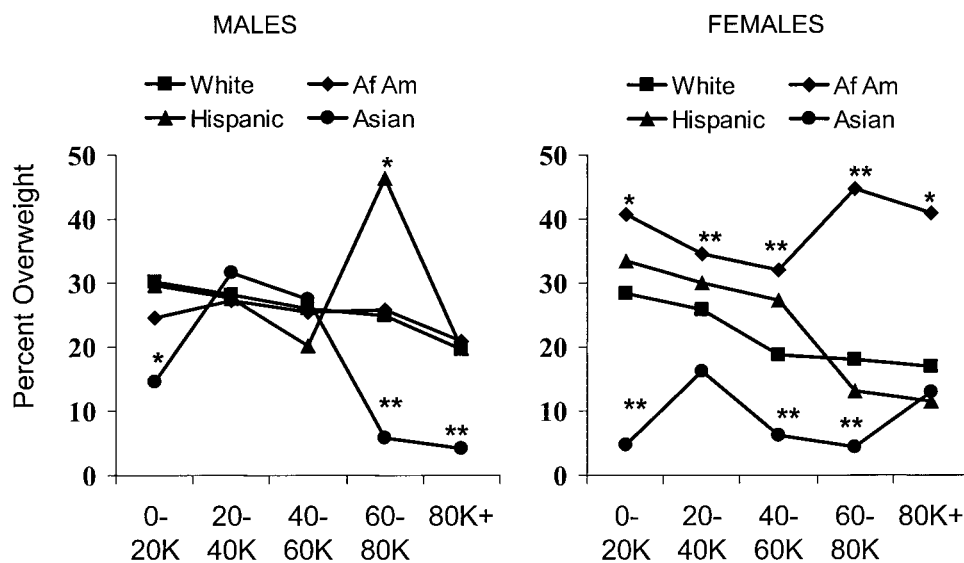 MALES
White Af Am
Hispanic Asian
Percent Overweight
50
40
30
20
10
0
*
*
**
**
0- 20- 40- 60- 80K+
20K 40K 60K 80K
FEMALES
White Af Am
Hispanic Asian
50
40
30
20
10
0
*
**
**
**
*
**
**
**
0- 20- 40- 60- 80K+
20K 40K 60K 80K